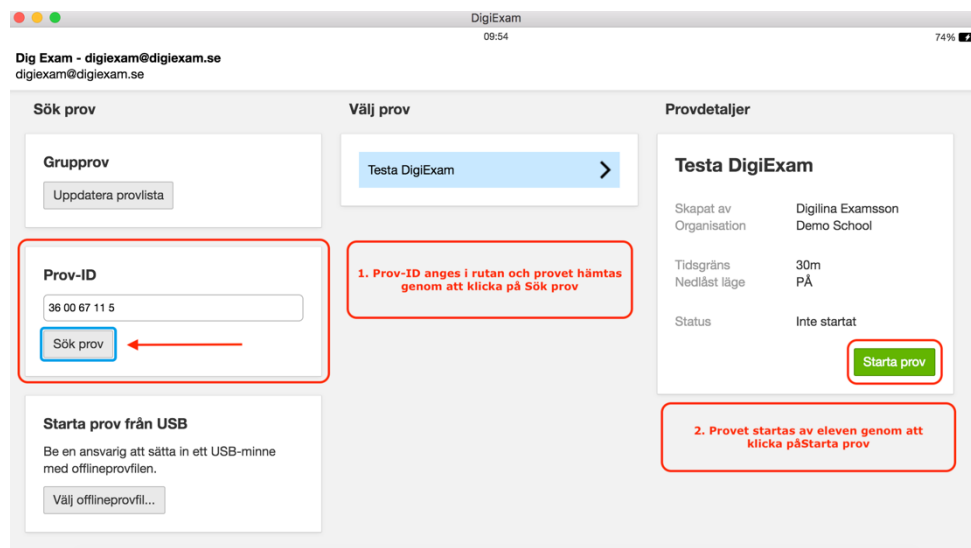 DigiExam
09:54
74%
Dig Exam - digiexam@digiexam.se
digiexam@digiexam.se
Sök prov
Grupprov
Uppdatera provlista
Prov-ID
36 00 67 11 5
Sök prov
Starta prov från USB
Be en ansvarig att sätta in ett USB-minne
med offlineprovfilen.
Välj offlineprovfil...
Välj prov
Testa DigiExam
1. Prov-ID anges i rutan och provet hämtas
genom att klicka på Sök prov
Provdetaljer
Testa DigiExam
Skapat av Digilina Examsson
Organisation Demo School
Tidsgräns 30m
Nedlåst läge PÅ
Status Inte startat
Starta prov
2. Provet startas av eleven genom att
klicka påStarta prov